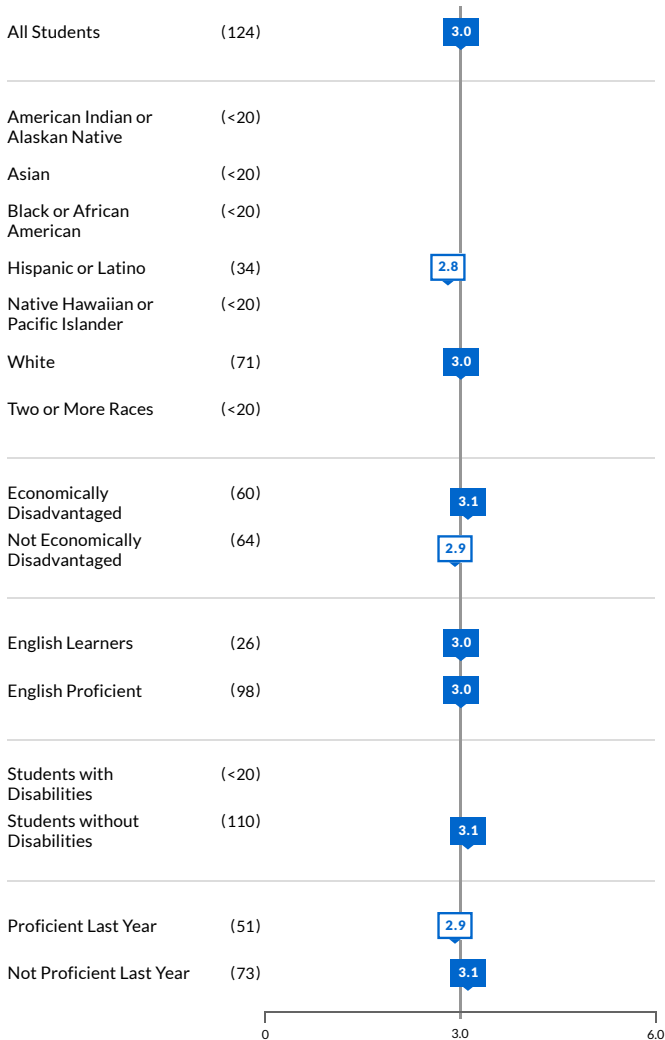 All Students (124) 3.0
American Indian or (<20)
Alaskan Native
Asian (<20)
Black or African (<20)
American
Hispanic or Latino (34) 2.8
Native Hawaiian or (<20)
Pacific Islander
White (71) 3.0
Two or More Races (<20)
Economically (60) 3.1
Disadvantaged
Not Economically (64) 2.9
Disadvantaged
English Learners (26) 3.0
English Proficient (98) 3.0
Students with (<20)
Disabilities
Students without (110) 3.1
Disabilities
Proficient Last Year (51) 2.9
Not Proficient Last Year (73) 3.1
0 3.0 6.0